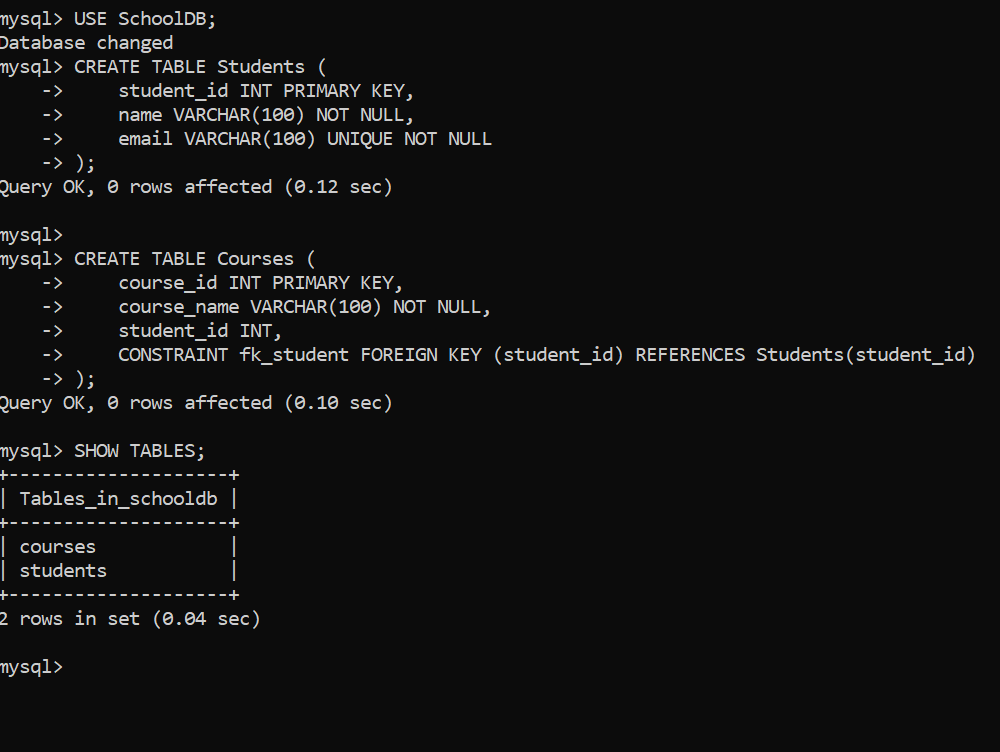 mysql> USE SchoolDB;
Database changed
mysql> CREATE TABLE Students (
    ->     student_id INT PRIMARY KEY,
    ->     name VARCHAR(100) NOT NULL,
    ->     email VARCHAR(100) UNIQUE NOT NULL
    -> );
Query OK, 0 rows affected (0.12 sec)

mysql>
mysql> CREATE TABLE Courses (
    ->     course_id INT PRIMARY KEY,
    ->     course_name VARCHAR(100) NOT NULL,
    ->     student_id INT,
    ->     CONSTRAINT fk_student FOREIGN KEY (student_id) REFERENCES Students(student_id)
    -> );
Query OK, 0 rows affected (0.10 sec)

mysql> SHOW TABLES;
+--------------------+
| Tables_in_schooldb |
+--------------------+
| courses            |
| students           |
+--------------------+
2 rows in set (0.04 sec)

mysql>